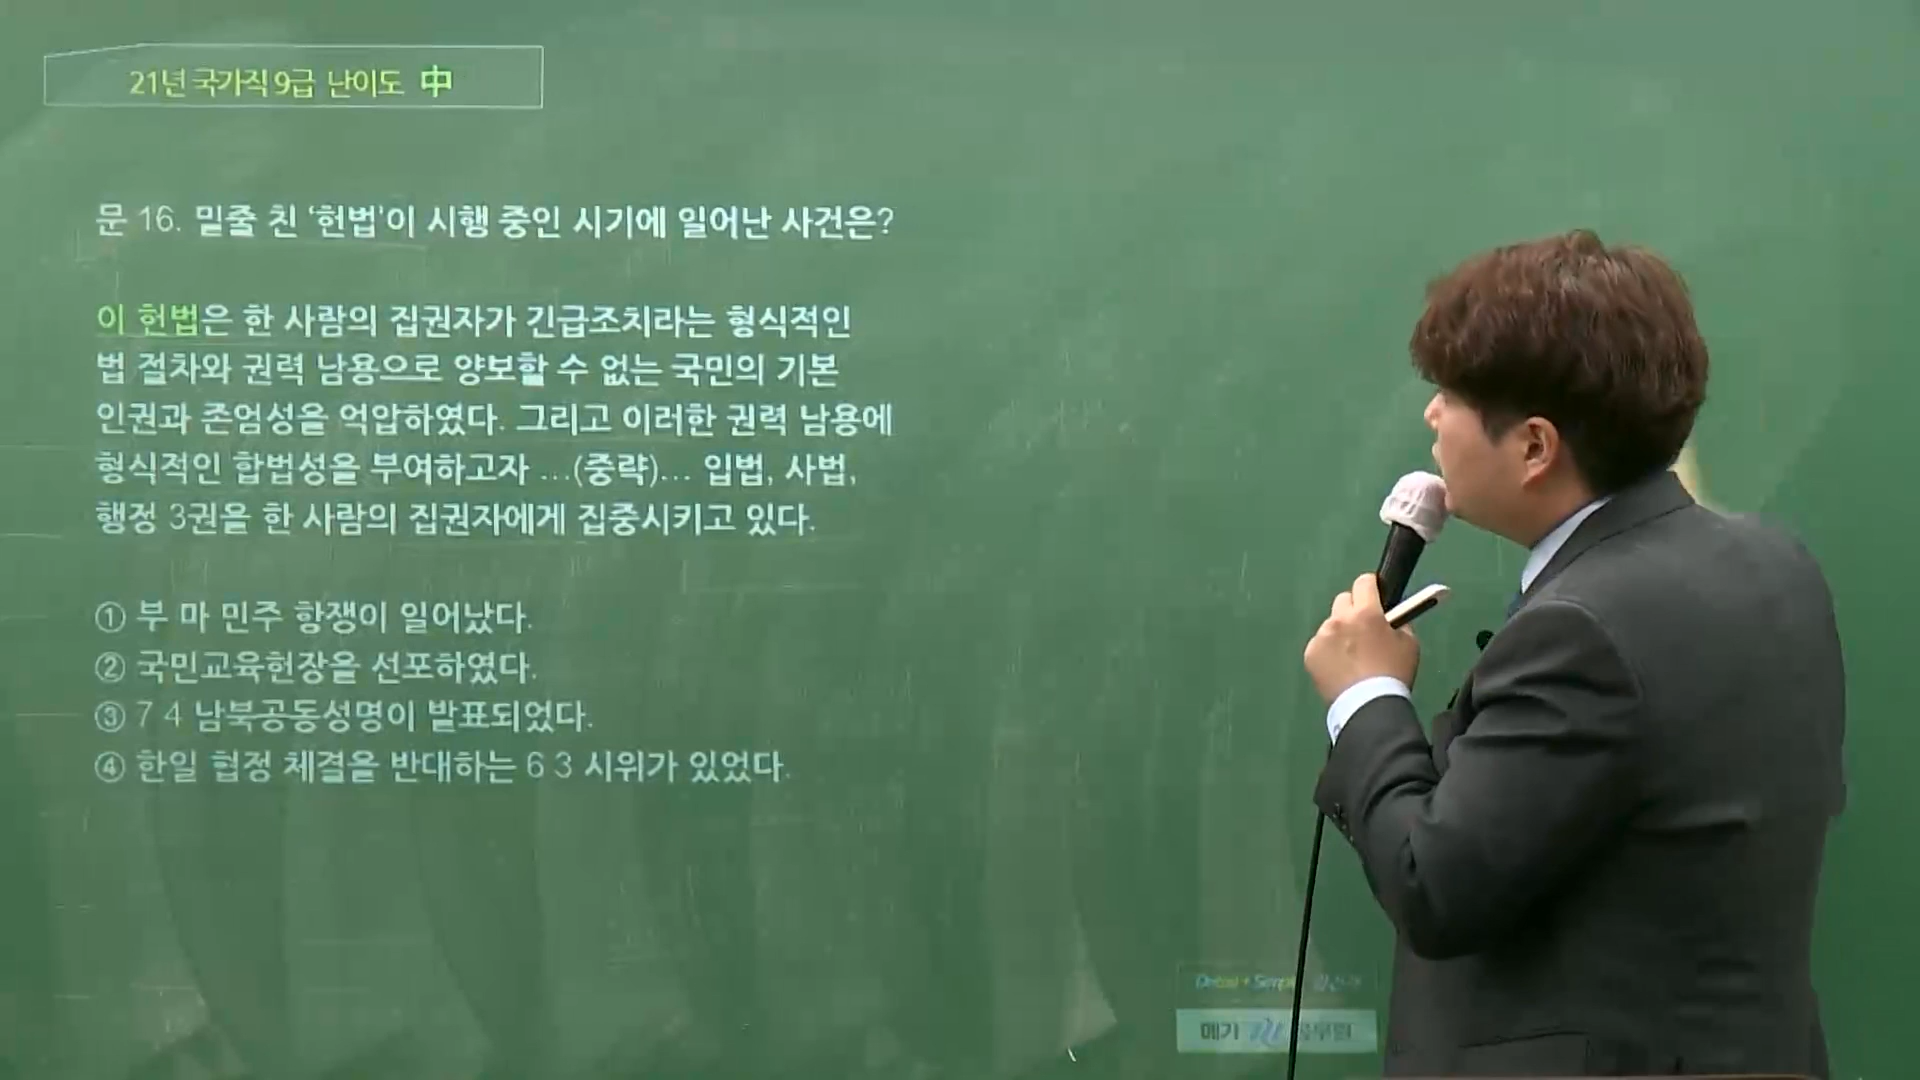 21년 국가직 9급 난이도 中
문 16. 밑줄 친 ‘헌법’이 시행 중인 시기에 일어난 사건은?
이 헌법은 한 사람의 집권자가 긴급조치라는 형식적인
법 절차와 권력 남용으로 양보할 수 없는 국민의 기본
인권과 존엄성을 억압하였다. 그리고 이러한 권력 남용에
형식적인 합법성을 부여하고자 …(중략)… 입법, 사법,
행정 3권을 한 사람의 집권자에게 집중시키고 있다.
① 부 마 민주 항쟁이 일어났다.
② 국민교육헌장을 선포하였다.
③ 7 4 남북공동성명이 발표되었다.
④ 한일 협정 체결을 반대하는 6 3 시위가 있었다.
메가 공무원